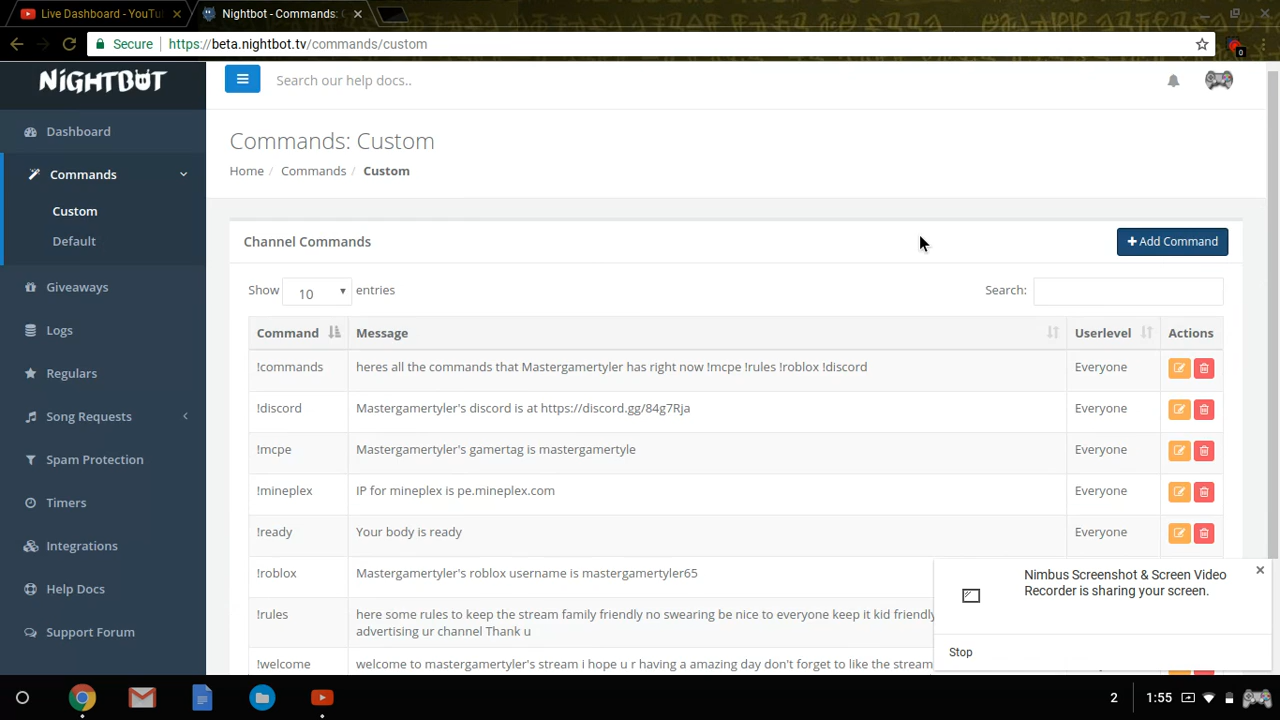 Live Dashboard - YouTu
Nightbot - Commands: C
Secure https://beta.nightbot.tv/commands/custom
0
NiGHTBOT
Search our help docs..
Dashboard
Commands
Custom
Default
Giveaways
Logs
Regulars
Song Requests
Spam Protection
Timers
Integrations
Help Docs
Support Forum
Commands: Custom
Home / Commands / Custom
Channel Commands
+ Add Command
Show 10 entries
Search:
Command Message Userlevel Actions
!commands heres all the commands that Mastergamertyler has right now !mcpe !rules !roblox !discord Everyone
!discord Mastergamertyler's discord is at https://discord.gg/84g7Rja Everyone
!mcpe Mastergamertyler's gamertag is mastergamertyle Everyone
!mineplex IP for mineplex is pe.mineplex.com Everyone
!ready Your body is ready Everyone
!roblox Mastergamertyler's roblox username is mastergamertyler65
!rules here some rules to keep the stream family friendly no swearing be nice to everyone keep it kid friendly
advertising ur channel Thank u
!welcome welcome to mastergamertyler's stream i hope u r having a amazing day don't forget to like the stream
Nimbus Screenshot & Screen Video
Recorder is sharing your screen.
Stop
2 1:55